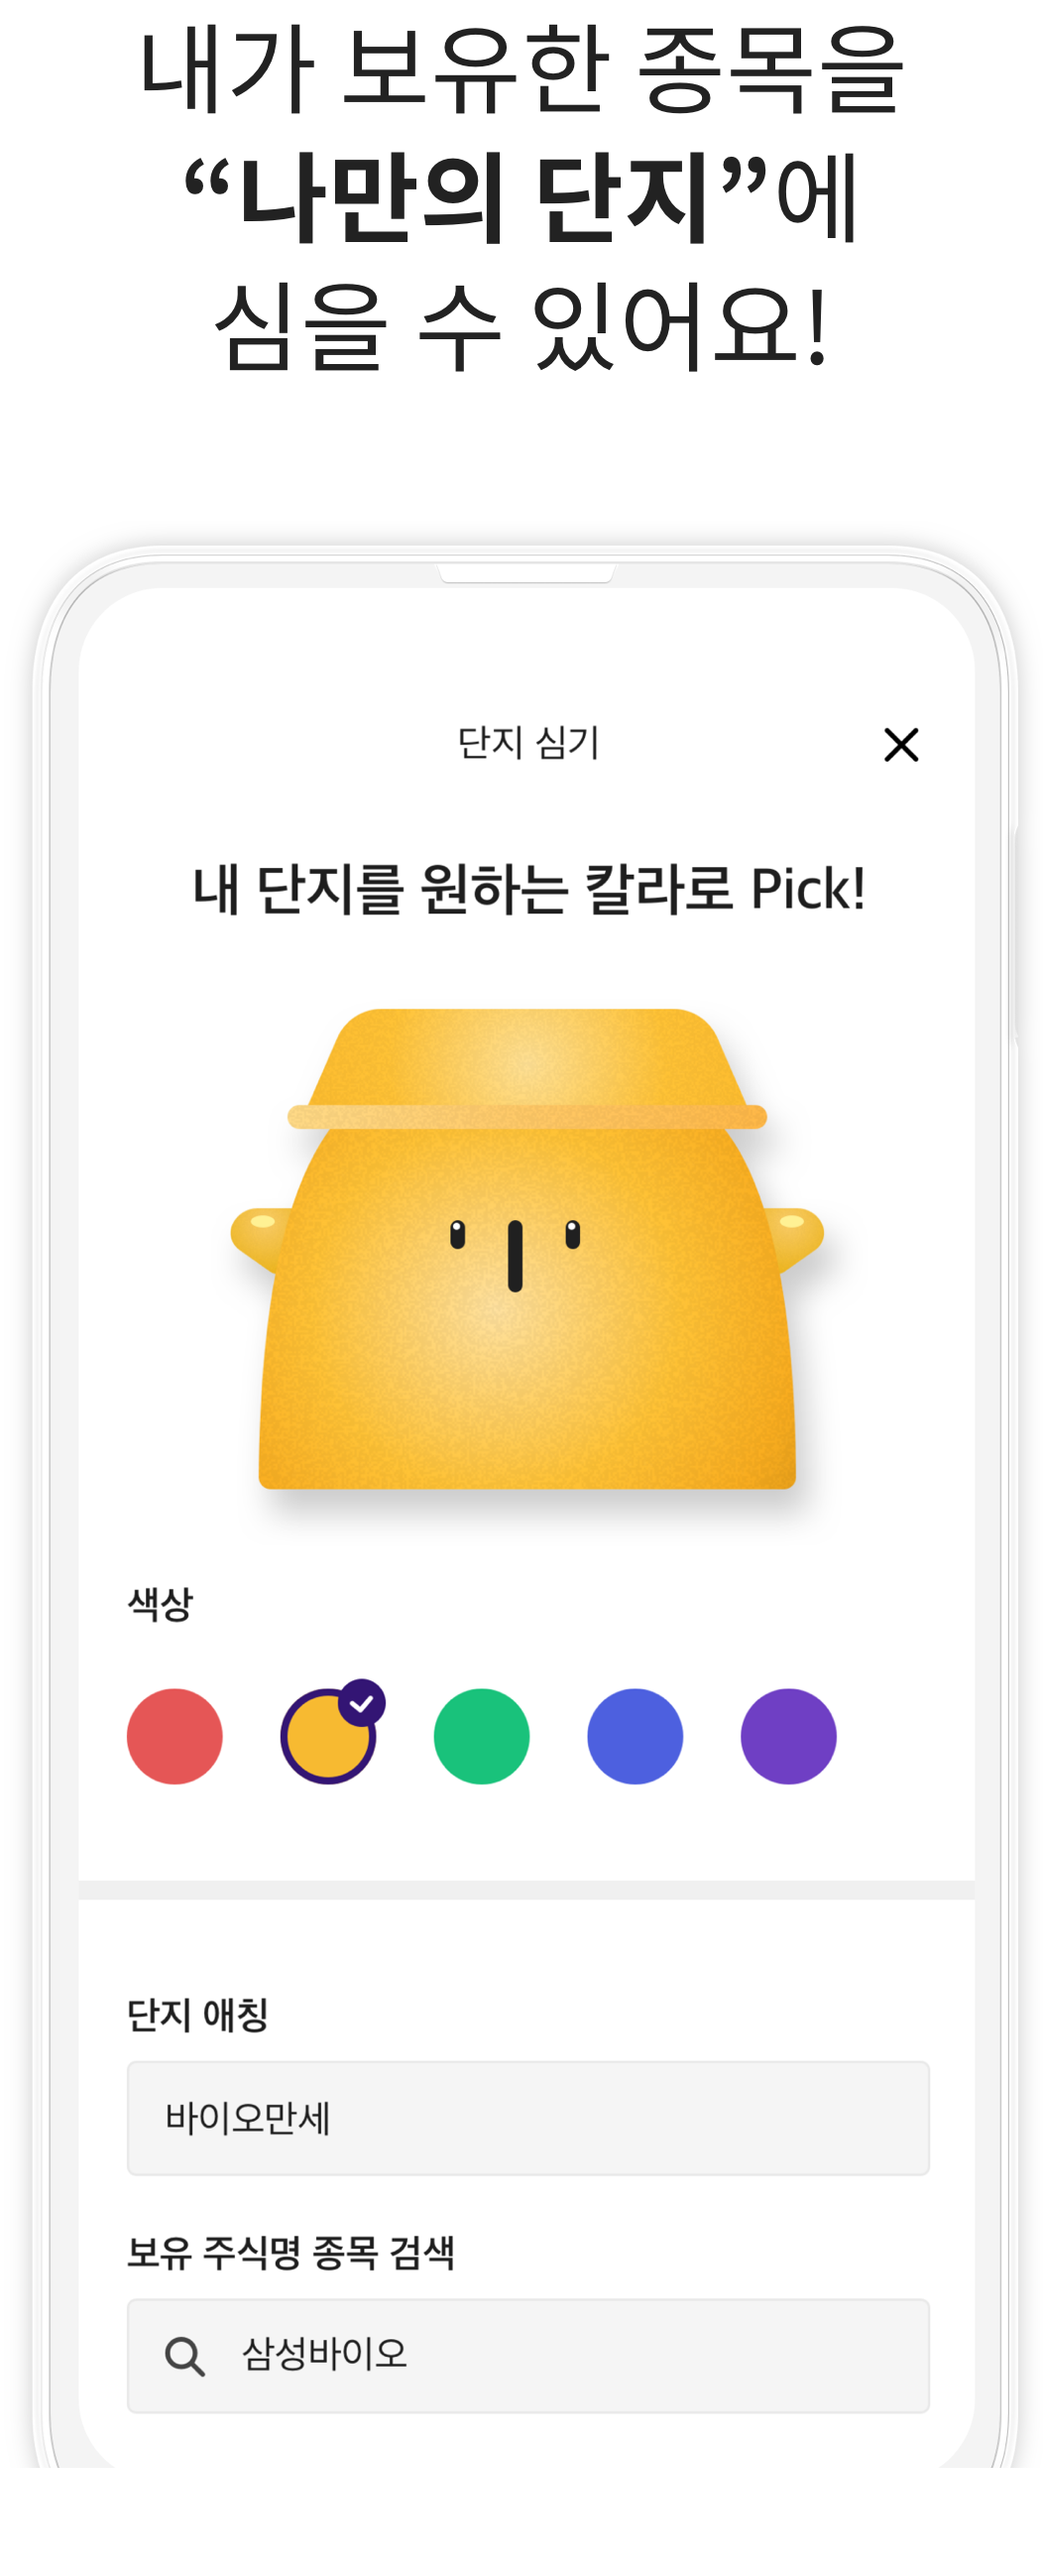 내가 보유한 종목을
“나만의 단지”에
심을 수 있어요!
단지 심기
내 단지를 원하는 칼라로 Pick!
색상
단지 애칭
바이오만세
보유 주식명 종목 검색
삼성바이오